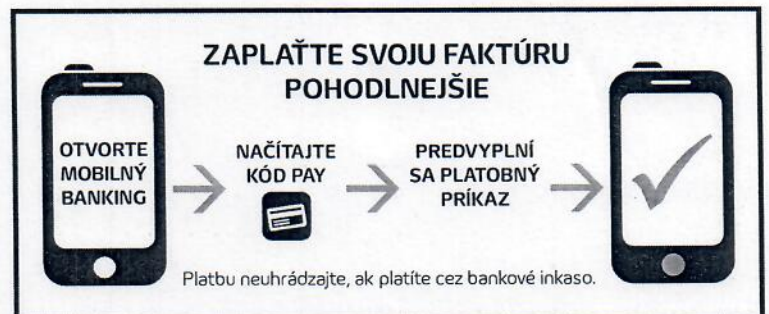 ZAPLAŤTE SVOJU FAKTÚRU
POHODLNEJŠIE
OTVORTE
MOBILNÝ
BANKING
NAČÍTAJTE
KÓD PAY
PREDVYPLNÍ
SA PLATOBNÝ
PRÍKAZ
Platbu neuhrádzajte, ak platíte cez bankové inkaso.